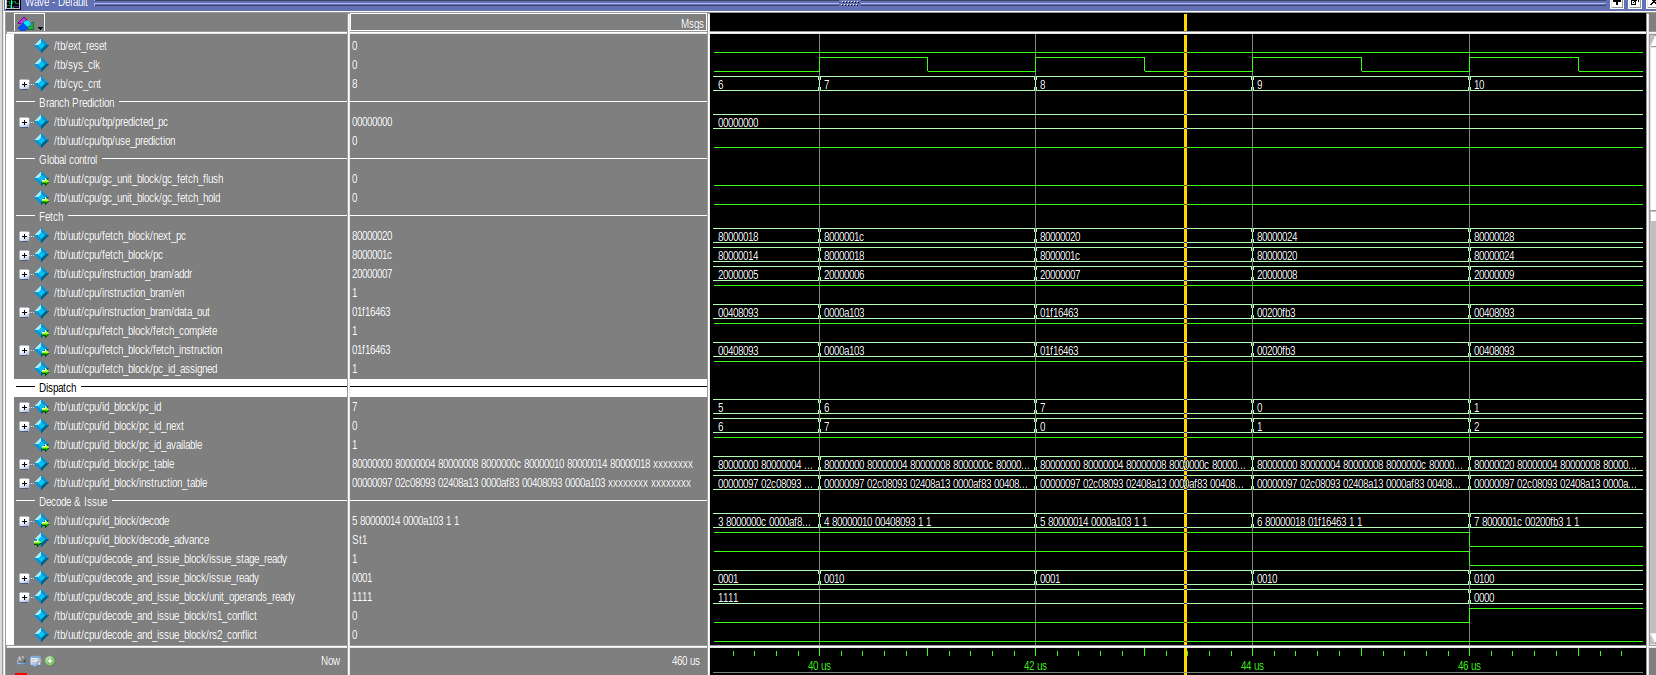 Wave - Default
Msgs
/tb/ext_reset 0
/tb/sys_clk 0
/tb/cyc_cnt 8 6 7 8 9 10
Branch Prediction
/tb/uut/cpu/bp/predicted_pc 00000000 00000000
/tb/uut/cpu/bp/use_prediction 0
Global control
/tb/uut/cpu/gc_unit_block/gc_fetch_flush 0
/tb/uut/cpu/gc_unit_block/gc_fetch_hold 0
Fetch
/tb/uut/cpu/fetch_block/next_pc 80000020 80000018 8000001c 80000020 80000024 80000028
/tb/uut/cpu/fetch_block/pc 8000001c 80000014 80000018 8000001c 80000020 80000024
/tb/uut/cpu/instruction_bram/addr 20000007 20000005 20000006 20000007 20000008 20000009
/tb/uut/cpu/instruction_bram/en 1
/tb/uut/cpu/instruction_bram/data_out 01f16463 00408093 0000a103 01f16463 00200fb3 00408093
/tb/uut/cpu/fetch_block/fetch_complete 1
/tb/uut/cpu/fetch_block/fetch_instruction 01f16463 00408093 0000a103 01f16463 00200fb3 00408093
/tb/uut/cpu/fetch_block/pc_id_assigned 1
Dispatch
/tb/uut/cpu/id_block/pc_id 7 5 6 7 0 1
/tb/uut/cpu/id_block/pc_id_next 0 6 7 0 1 2
/tb/uut/cpu/id_block/pc_id_available 1
/tb/uut/cpu/id_block/pc_table 80000000 80000004 80000008 8000000c 80000010 80000014 80000018 xxxxxxxx 80000000 80000004 ... 80000000 80000004 80000008 8000000c 80000... 80000000 80000004 80000008 8000000c 80000... 80000000 80000004 80000008 8000000c 80000... 80000020 80000004 80000008 80000...
/tb/uut/cpu/id_block/instruction_table 00000097 02c08093 02408a13 0000af83 00408093 0000a103 xxxxxxxx xxxxxxxx 00000097 02c08093 ... 00000097 02c08093 02408a13 0000af83 00408... 00000097 02c08093 02408a13 0000af83 00408... 00000097 02c08093 02408a13 0000af83 00408... 00000097 02c08093 02408a13 0000a...
Decode & Issue
/tb/uut/cpu/id_block/decode 5 80000014 0000a103 1 1 3 8000000c 0000af8... 4 80000010 00408093 1 1 5 80000014 0000a103 1 1 6 80000018 01f16463 1 1 7 8000001c 00200fb3 1 1
/tb/uut/cpu/id_block/decode_advance St1
/tb/uut/cpu/decode_and_issue_block/issue_stage_ready 1
/tb/uut/cpu/decode_and_issue_block/issue_ready 0001 0001 0010 0001 0010 0100
/tb/uut/cpu/decode_and_issue_block/unit_operands_ready 1111 1111 0000
/tb/uut/cpu/decode_and_issue_block/rs1_conflict 0
/tb/uut/cpu/decode_and_issue_block/rs2_conflict 0
Now 460 us 40 us 42 us 44 us 46 us